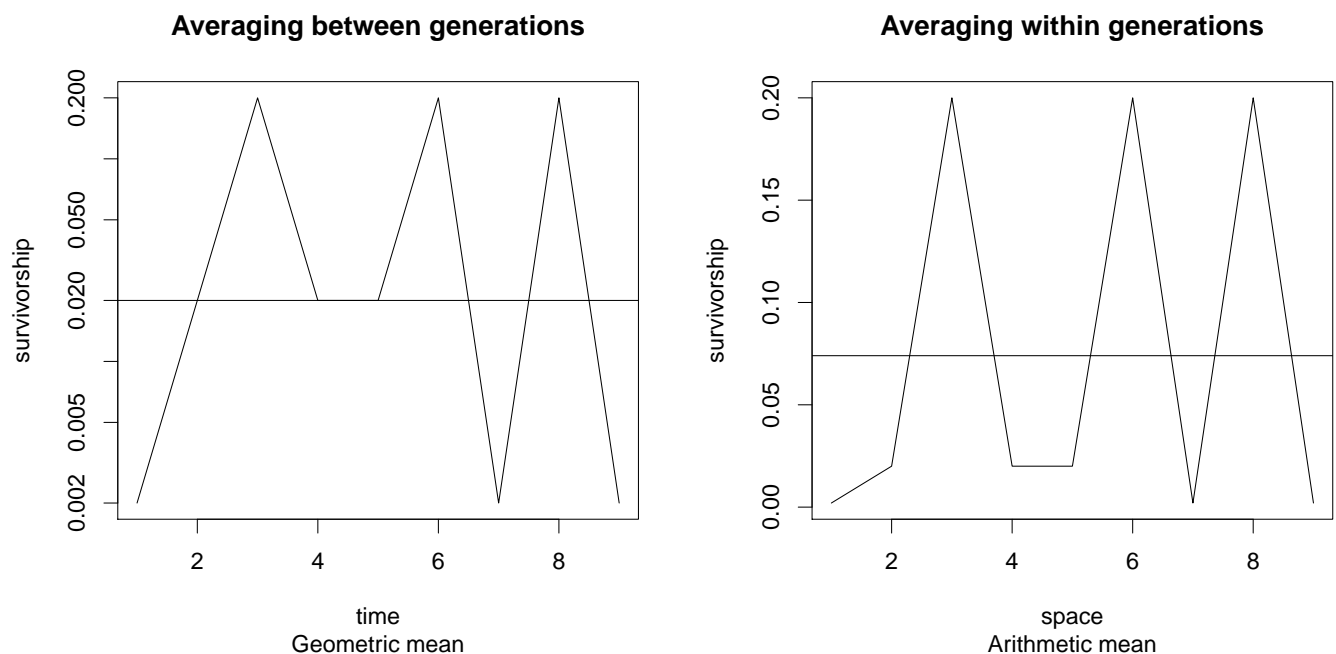 Averaging between generations
survivorship
0.200
0.050
0.020
0.005
0.002
2 4 6 8
time
Geometric mean
Averaging within generations
survivorship
0.20
0.15
0.10
0.05
0.00
2 4 6 8
space
Arithmetic mean